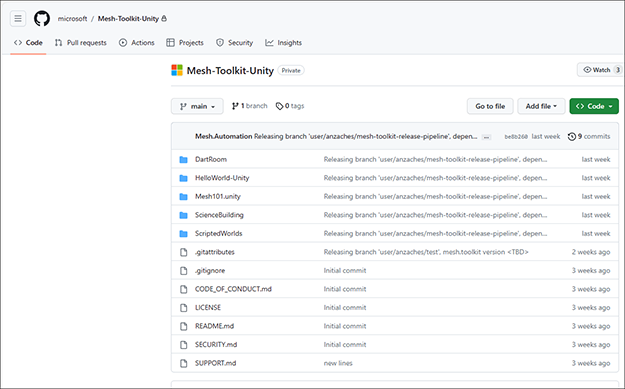 microsoft / Mesh-Toolkit-Unity
Code Pull requests Actions Projects Security Insights
Mesh-Toolkit-Unity Private Watch 3
main 1 branch 0 tags Go to file Add file Code
Mesh.Automation Releasing branch 'user/anzaches/mesh-toolkit-release-pipeline', depen... ... be8b260 last week 9 commits
DartRoom Releasing branch 'user/anzaches/mesh-toolkit-release-pipeline', depen... last week
HelloWorld-Unity Releasing branch 'user/anzaches/mesh-toolkit-release-pipeline', depen... last week
Mesh101.unity Releasing branch 'user/anzaches/mesh-toolkit-release-pipeline', depen... last week
ScienceBuilding Releasing branch 'user/anzaches/mesh-toolkit-release-pipeline', depen... last week
ScriptedWorlds Releasing branch 'user/anzaches/mesh-toolkit-release-pipeline', depen... last week
.gitattributes Releasing branch 'user/anzaches/test', mesh.toolkit version <TBD> 2 weeks ago
.gitignore Initial commit 3 weeks ago
CODE_OF_CONDUCT.md Initial commit 3 weeks ago
LICENSE Initial commit 3 weeks ago
README.md Initial commit 3 weeks ago
SECURITY.md Initial commit 3 weeks ago
SUPPORT.md new lines 3 weeks ago